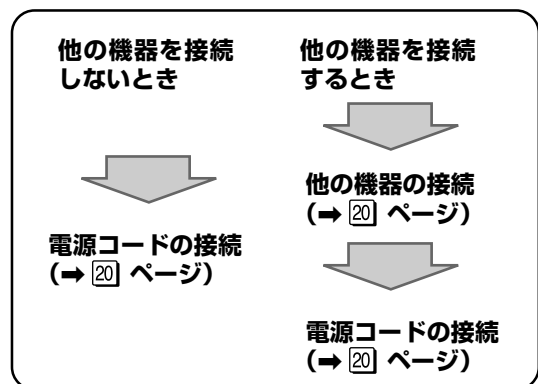 他の機器を接続
しないとき
電源コードの接続
(➡ 20 ページ)
他の機器を接続
するとき
他の機器の接続
(➡ 20 ページ)
電源コードの接続
(➡ 20 ページ)